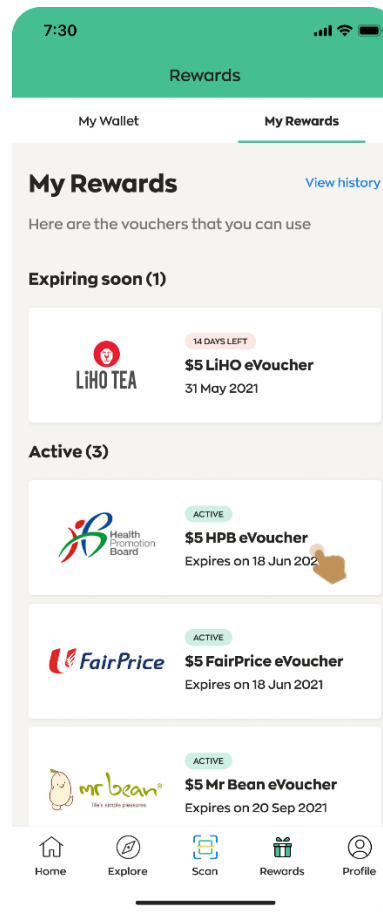 7:30
Rewards
My Wallet
My Rewards
My Rewards
View history
Here are the vouchers that you can use
Expiring soon (1)
LiHO TEA
14 DAYS LEFT
$5 LiHO eVoucher
31 May 2021
Active (3)
Health
Promotion
Board
ACTIVE
$5 HPB eVoucher
Expires on 18 Jun 202
FairPrice
ACTIVE
$5 FairPrice eVoucher
Expires on 18 Jun 2021
mr bean®
life's simple pleasures
ACTIVE
$5 Mr Bean eVoucher
Expires on 20 Sep 2021
Home
Explore
Scan
Rewards
Profile